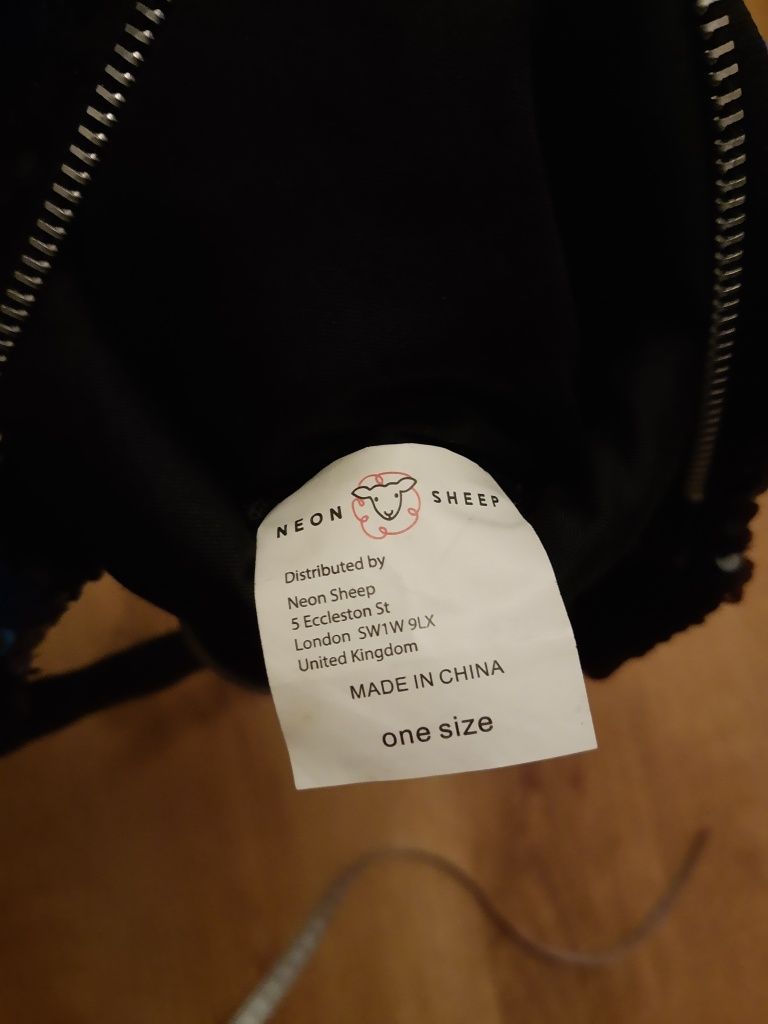 NEON SHEEP
Distributed by
Neon Sheep
5 Eccleston St
London SW1W 9LX
United Kingdom
MADE IN CHINA
one size